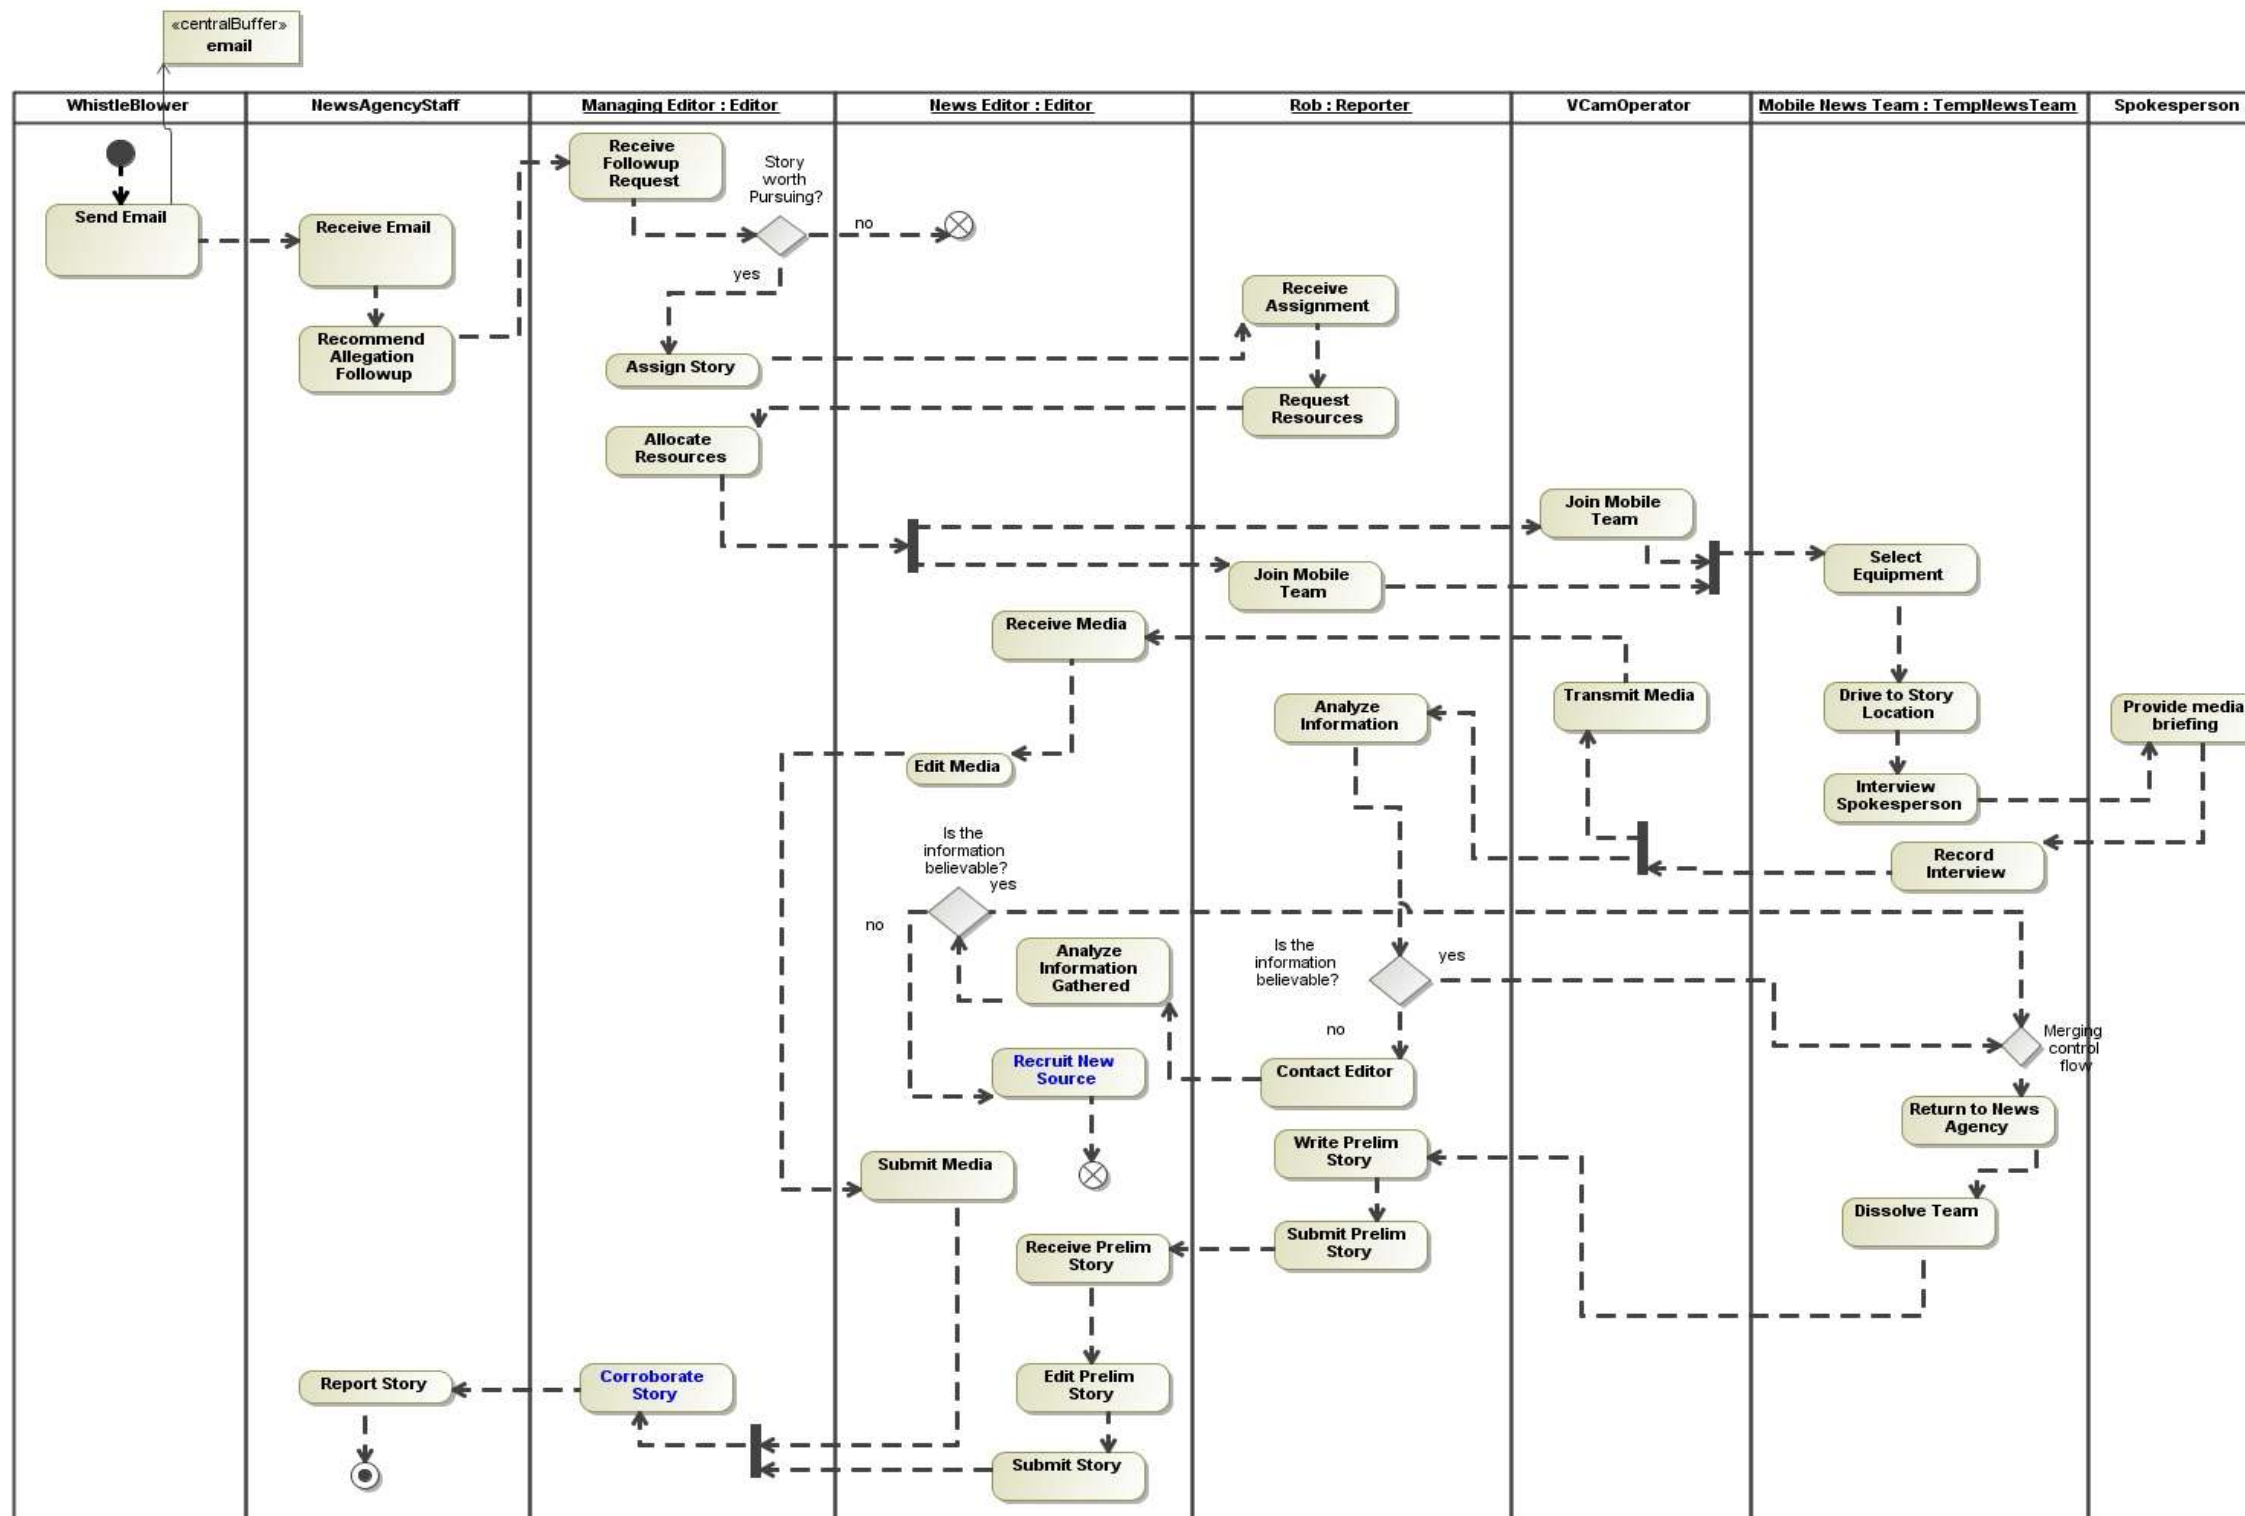 «centralBuffer»
email
WhistleBlower
NewsAgencyStaff
Managing Editor : Editor
News Editor : Editor
Rob : Reporter
VCamOperator
Mobile News Team : TempNewsTeam
Spokesperson
Send Email
Receive Email
Recommend
Allegation
Followup
Receive
Followup
Request
Story
worth
Pursuing?
no
yes
Assign Story
Receive
Assignment
Request
Resources
Allocate
Resources
Join Mobile
Team
Join Mobile
Team
Select
Equipment
Receive Media
Analyze
Information
Transmit Media
Drive to Story
Location
Provide media
briefing
Edit Media
Interview
Spokesperson
Record
Interview
Is the
information
believable?
yes
no
Analyze
Information
Gathered
Is the
information
believable?
yes
no
Merging
control
flow
Recruit New
Source
Contact Editor
Return to News
Agency
Write Prelim
Story
Submit Media
Dissolve Team
Submit Prelim
Story
Receive Prelim
Story
Report Story
Corroborate
Story
Edit Prelim
Story
Submit Story